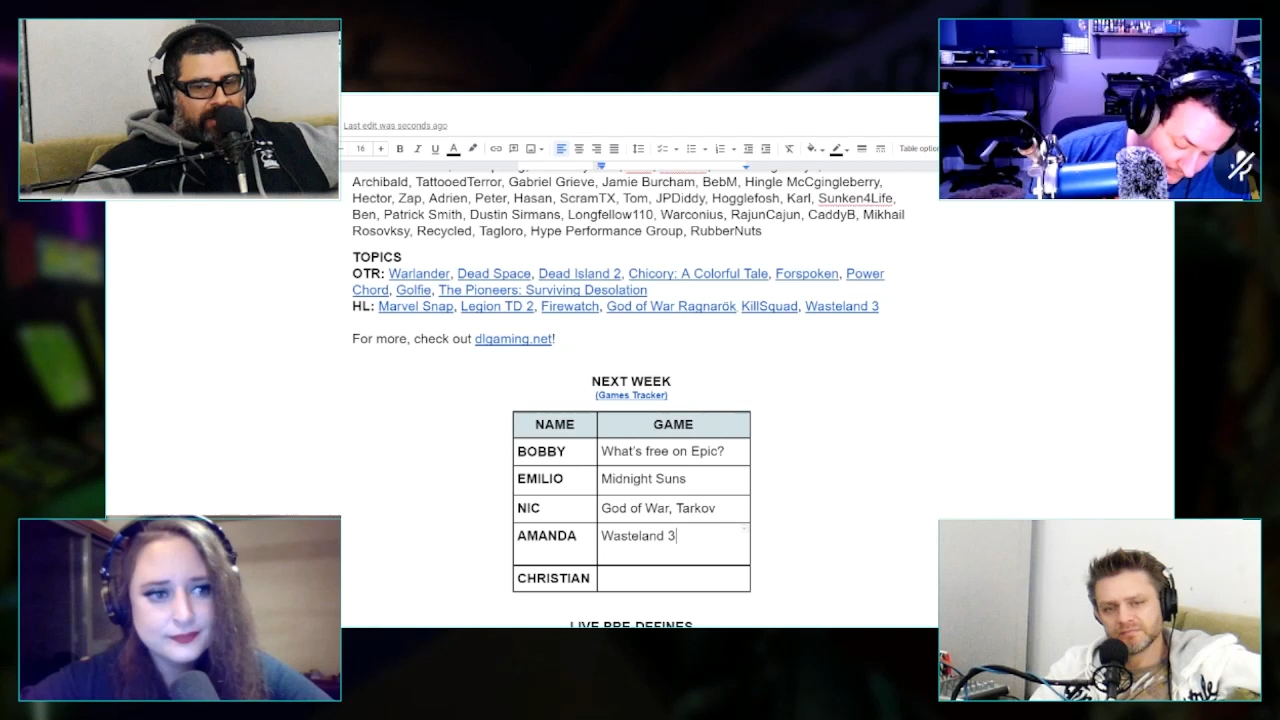 Last edit was seconds ago
16
Table optio
Archibald, TattooedTerror, Gabriel Grieve, Jamie Burcham, BebM, Hingle McCgingleberry,
Hector, Zap, Adrien, Peter, Hasan, ScramTX, Tom, JPDiddy, Hogglefosh, Karl, Sunken4Life,
Ben, Patrick Smith, Dustin Sirmans, Longfellow110, Warconius, RajunCajun, CaddyB, Mikhail
Rosovksy, Recycled, Tagloro, Hype Performance Group, RubberNuts
TOPICS
OTR: Warlander, Dead Space, Dead Island 2, Chicory: A Colorful Tale, Forspoken, Power
Chord, Golfie, The Pioneers: Surviving Desolation
HL: Marvel Snap, Legion TD 2, Firewatch, God of War Ragnarök KillSquad, Wasteland 3
For more, check out dlgaming.net!
NEXT WEEK
(Games Tracker)
NAME GAME
BOBBY What's free on Epic?
EMILIO Midnight Suns
NIC God of War, Tarkov
AMANDA Wasteland 3
CHRISTIAN
LIVE PRE-DEFINES